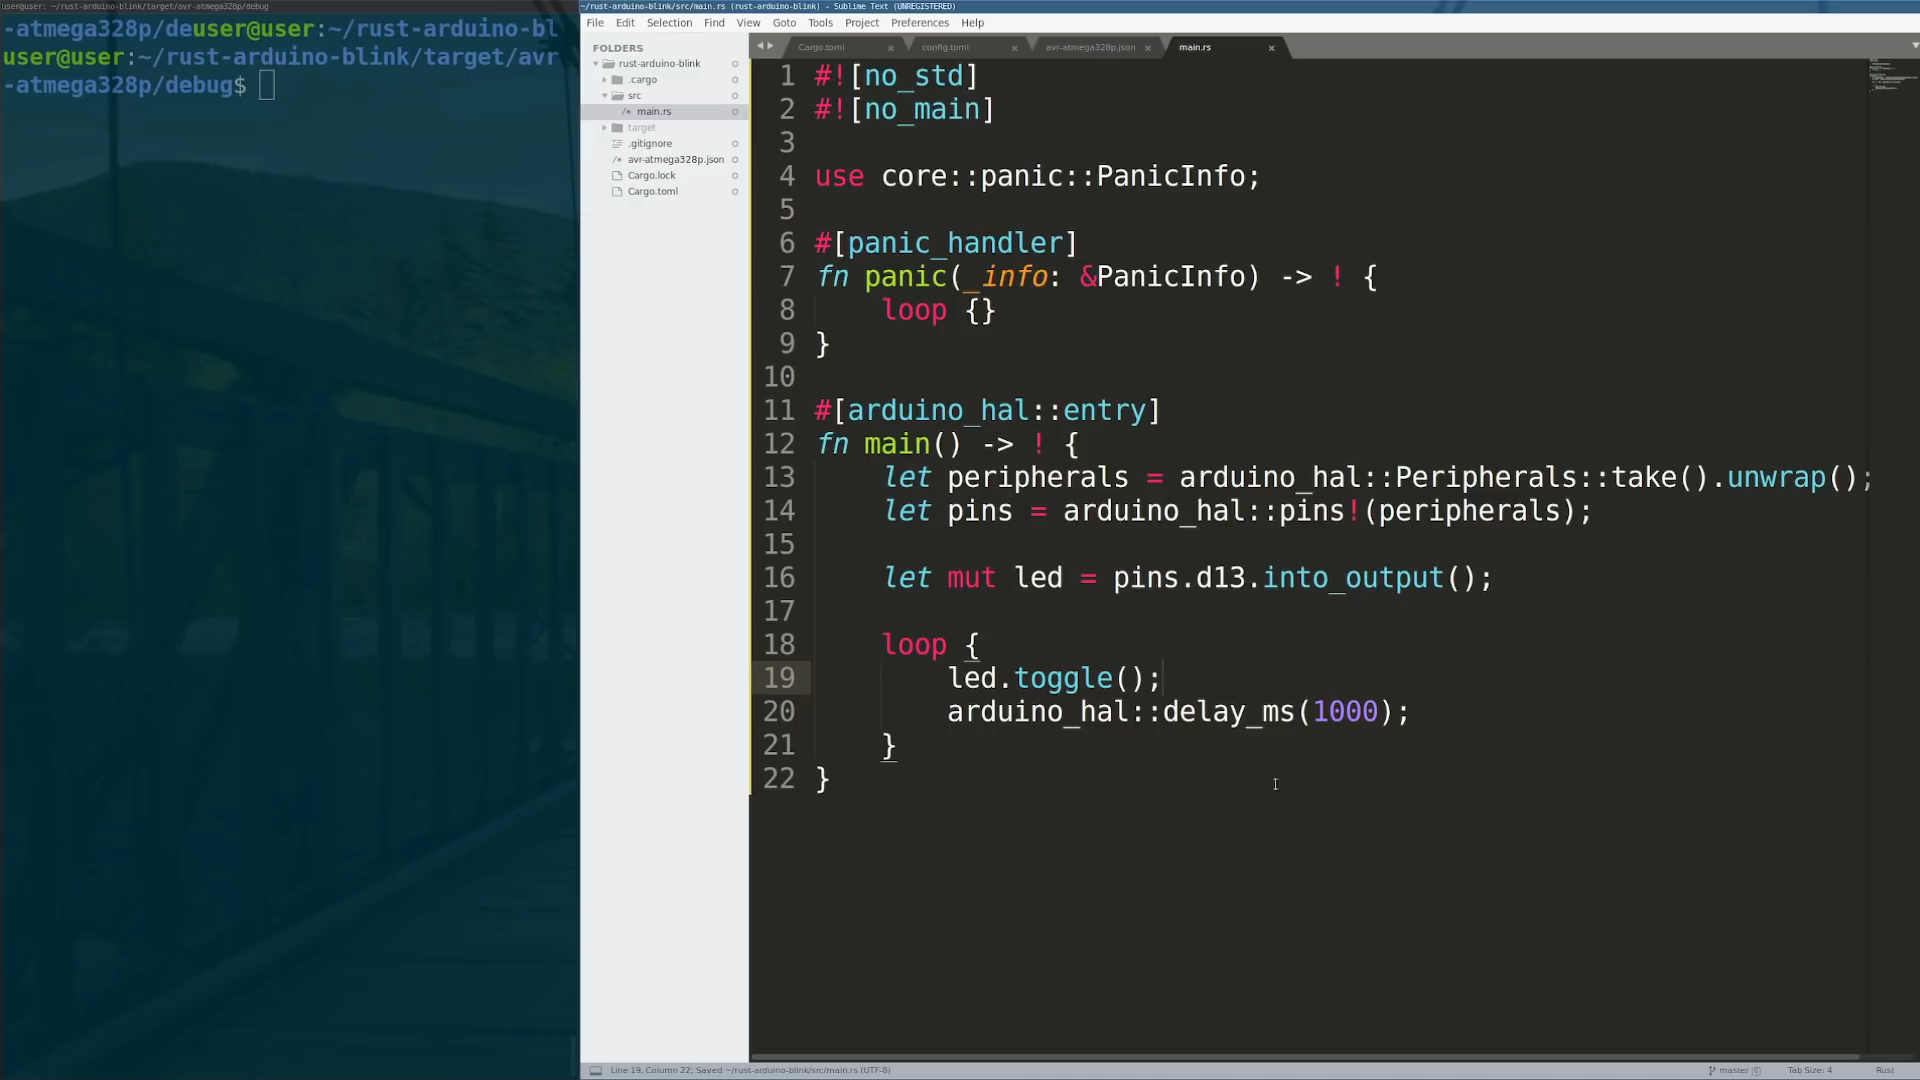 user@user: ~/rust-arduino-blink/target/avr-atmega328p/debug
-atmega328p/deuser@user:~/rust-arduino-bl
user@user:~/rust-arduino-blink/target/avr
-atmega328p/debug$
~/rust-arduino-blink/src/main.rs (rust-arduino-blink) - Sublime Text (UNREGISTERED)
File Edit Selection Find View Goto Tools Project Preferences Help
FOLDERS
rust-arduino-blink
.cargo
src
main.rs
target
.gitignore
avr-atmega328p.json
Cargo.lock
Cargo.toml
Cargo.toml config.toml avr-atmega328p.json main.rs
1 #![no_std]
2 #![no_main]
3
4 use core::panic::PanicInfo;
5
6 #[panic_handler]
7 fn panic(_info: &PanicInfo) -> ! {
8 loop {}
9 }
10
11 #[arduino_hal::entry]
12 fn main() -> ! {
13 let peripherals = arduino_hal::Peripherals::take().unwrap();
14 let pins = arduino_hal::pins!(peripherals);
15
16 let mut led = pins.d13.into_output();
17
18 loop {
19 led.toggle();
20 arduino_hal::delay_ms(1000);
21 }
22 }
Line 19, Column 22; Saved ~/rust-arduino-blink/src/main.rs (UTF-8)
master 6 Tab Size: 4 Rust